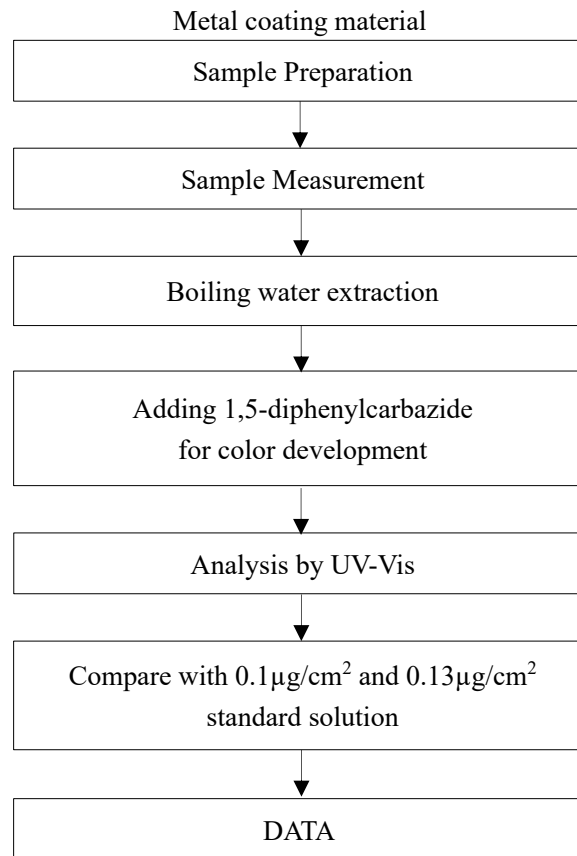 Metal coating material
Sample Preparation
Sample Measurement
Boiling water extraction
Adding 1,5-diphenylcarbazide
for color development
Analysis by UV-Vis
Compare with 0.1µg/cm² and 0.13µg/cm²
standard solution
DATA